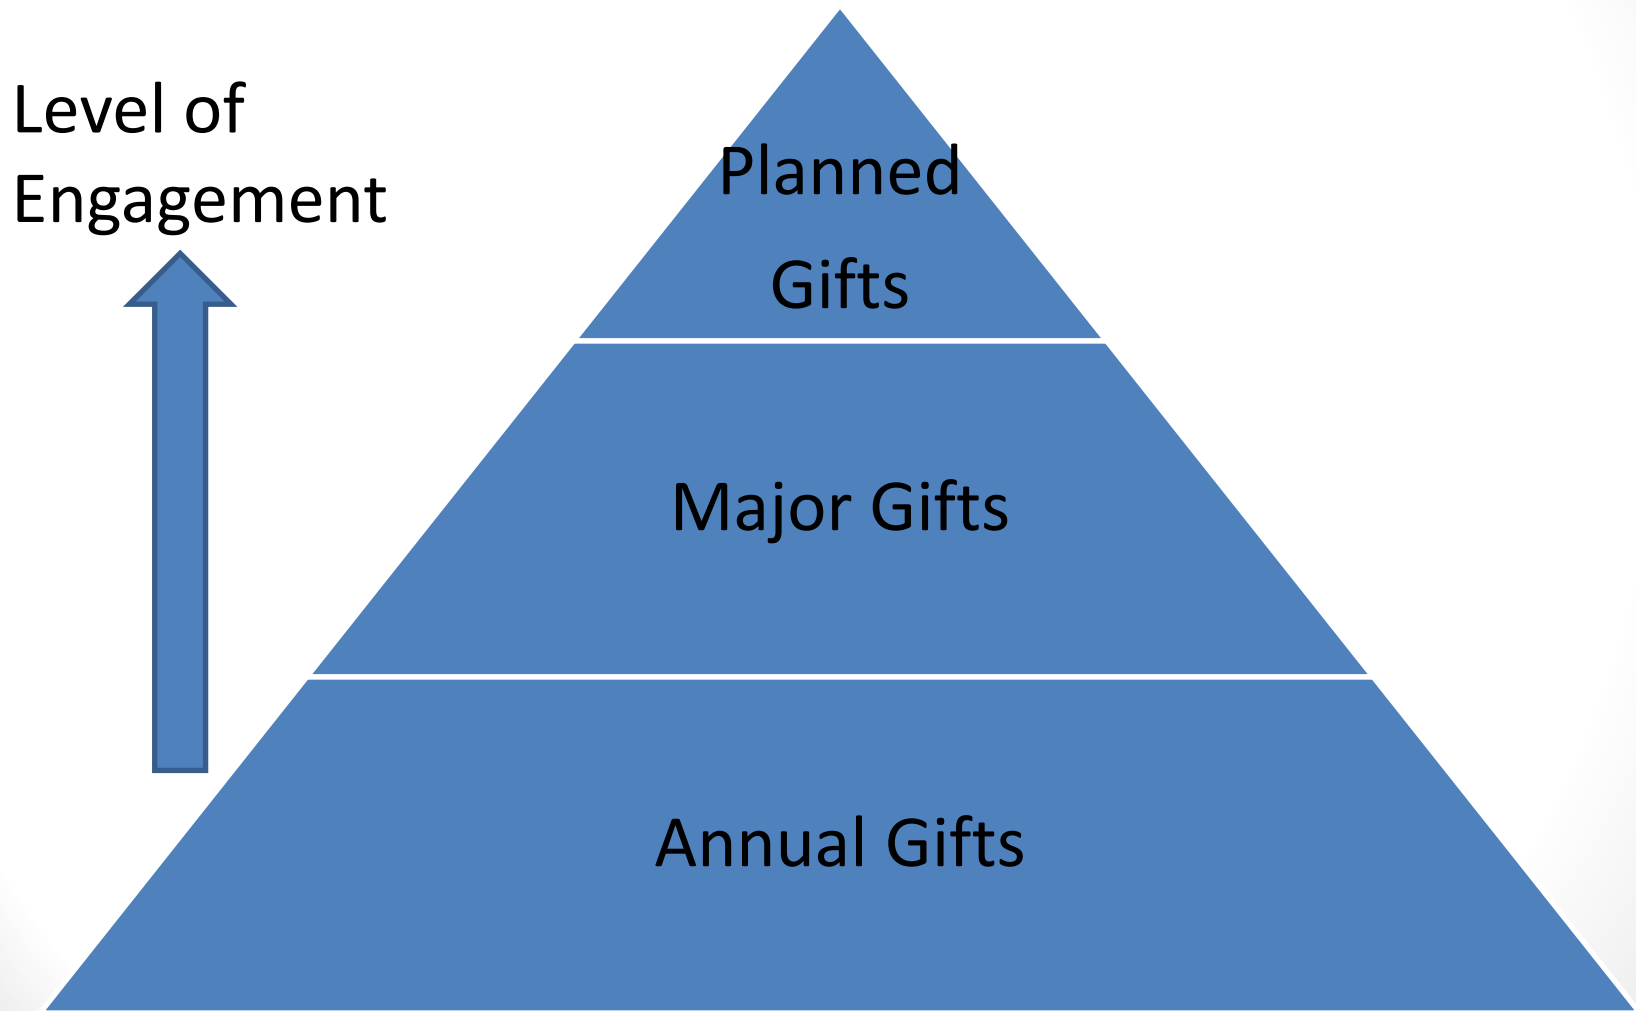 Level of
Engagement
Planned
Gifts
Major Gifts
Annual Gifts